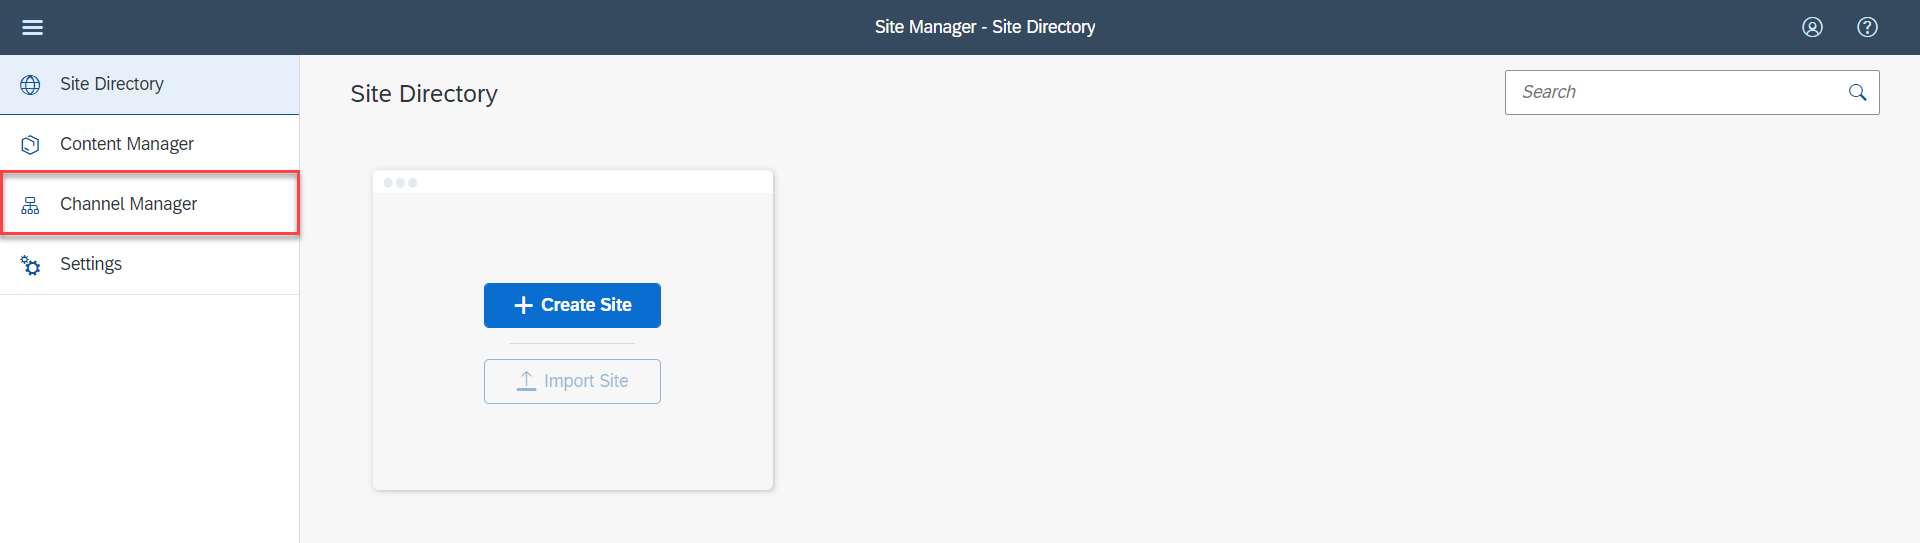 Site Manager - Site Directory
Site Directory
Content Manager
Channel Manager
Settings
Site Directory
Search
Create Site
Import Site